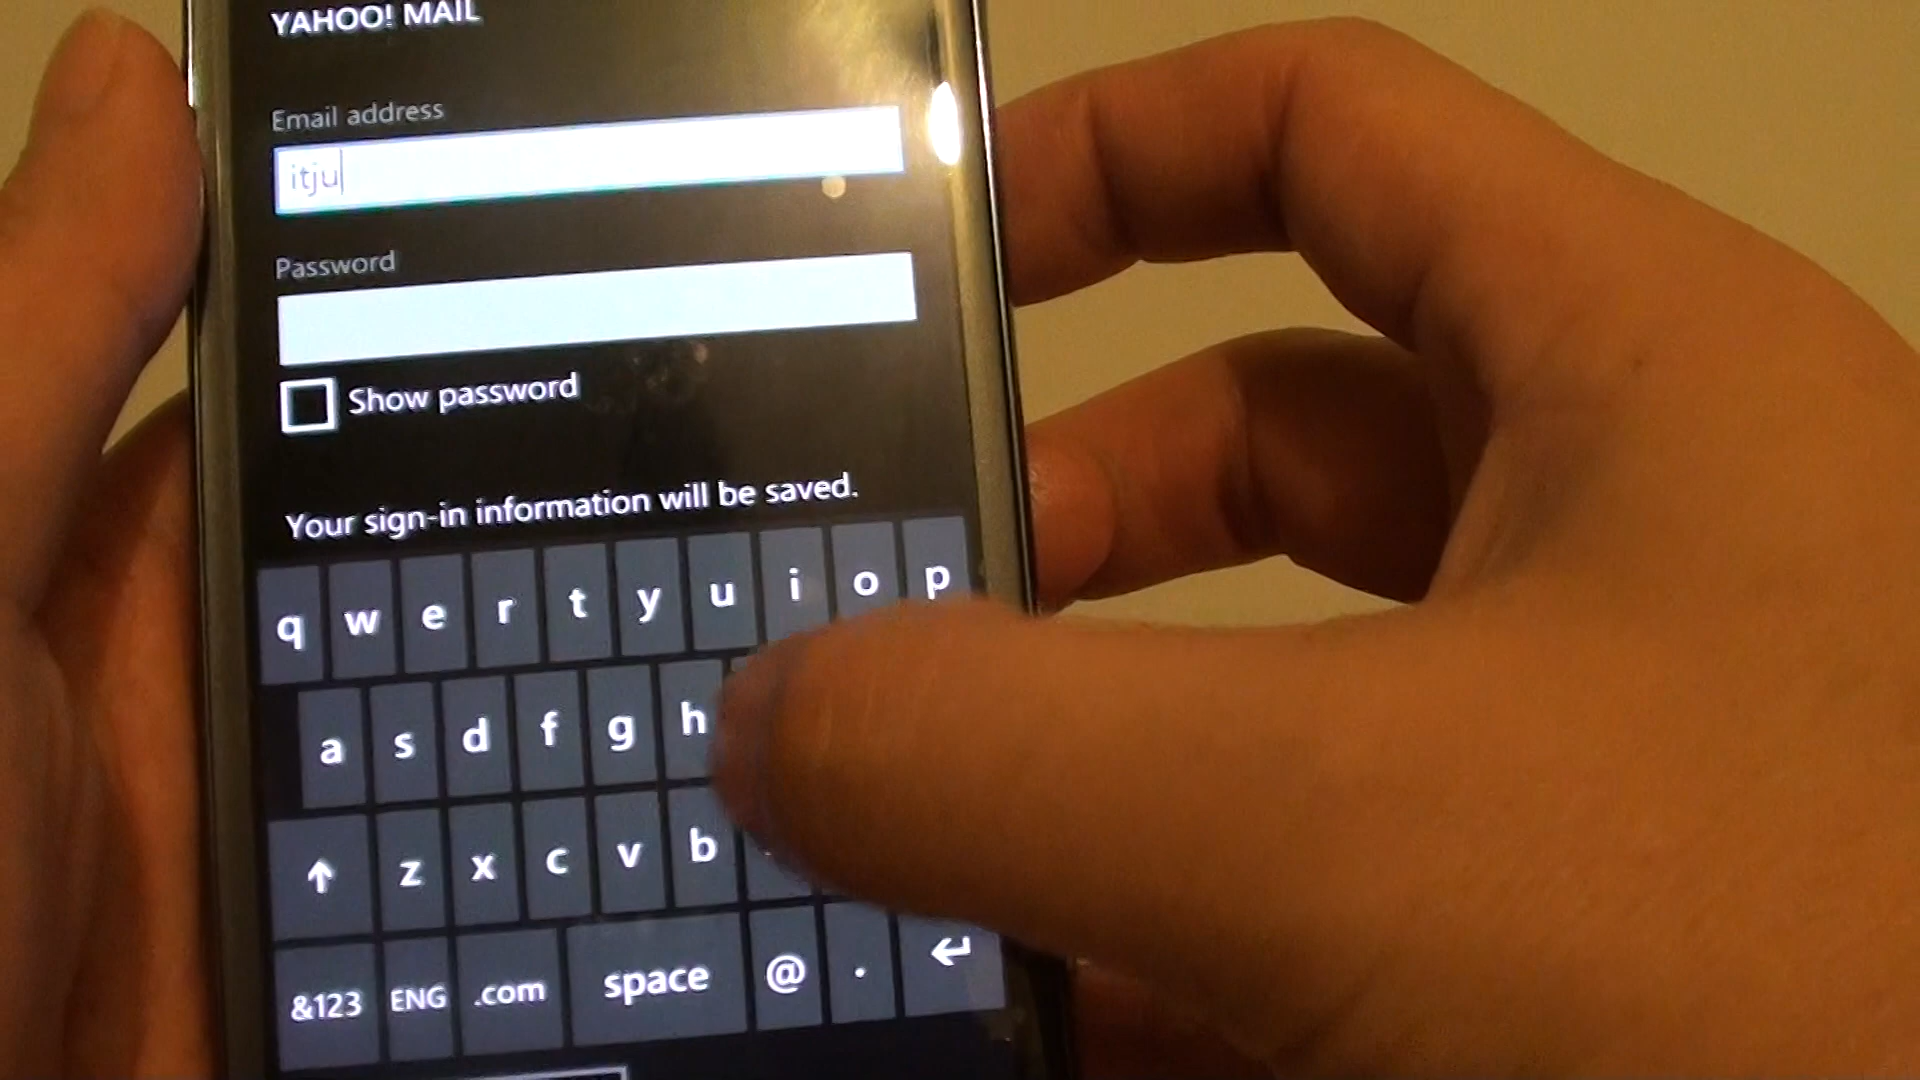 YAHOO! MAIL
Email address
itju
Password
Show password
Your sign-in information will be saved.
q w e r t y u i o p
a s d f g h
z x c v b
&123 ENG .com space @ .